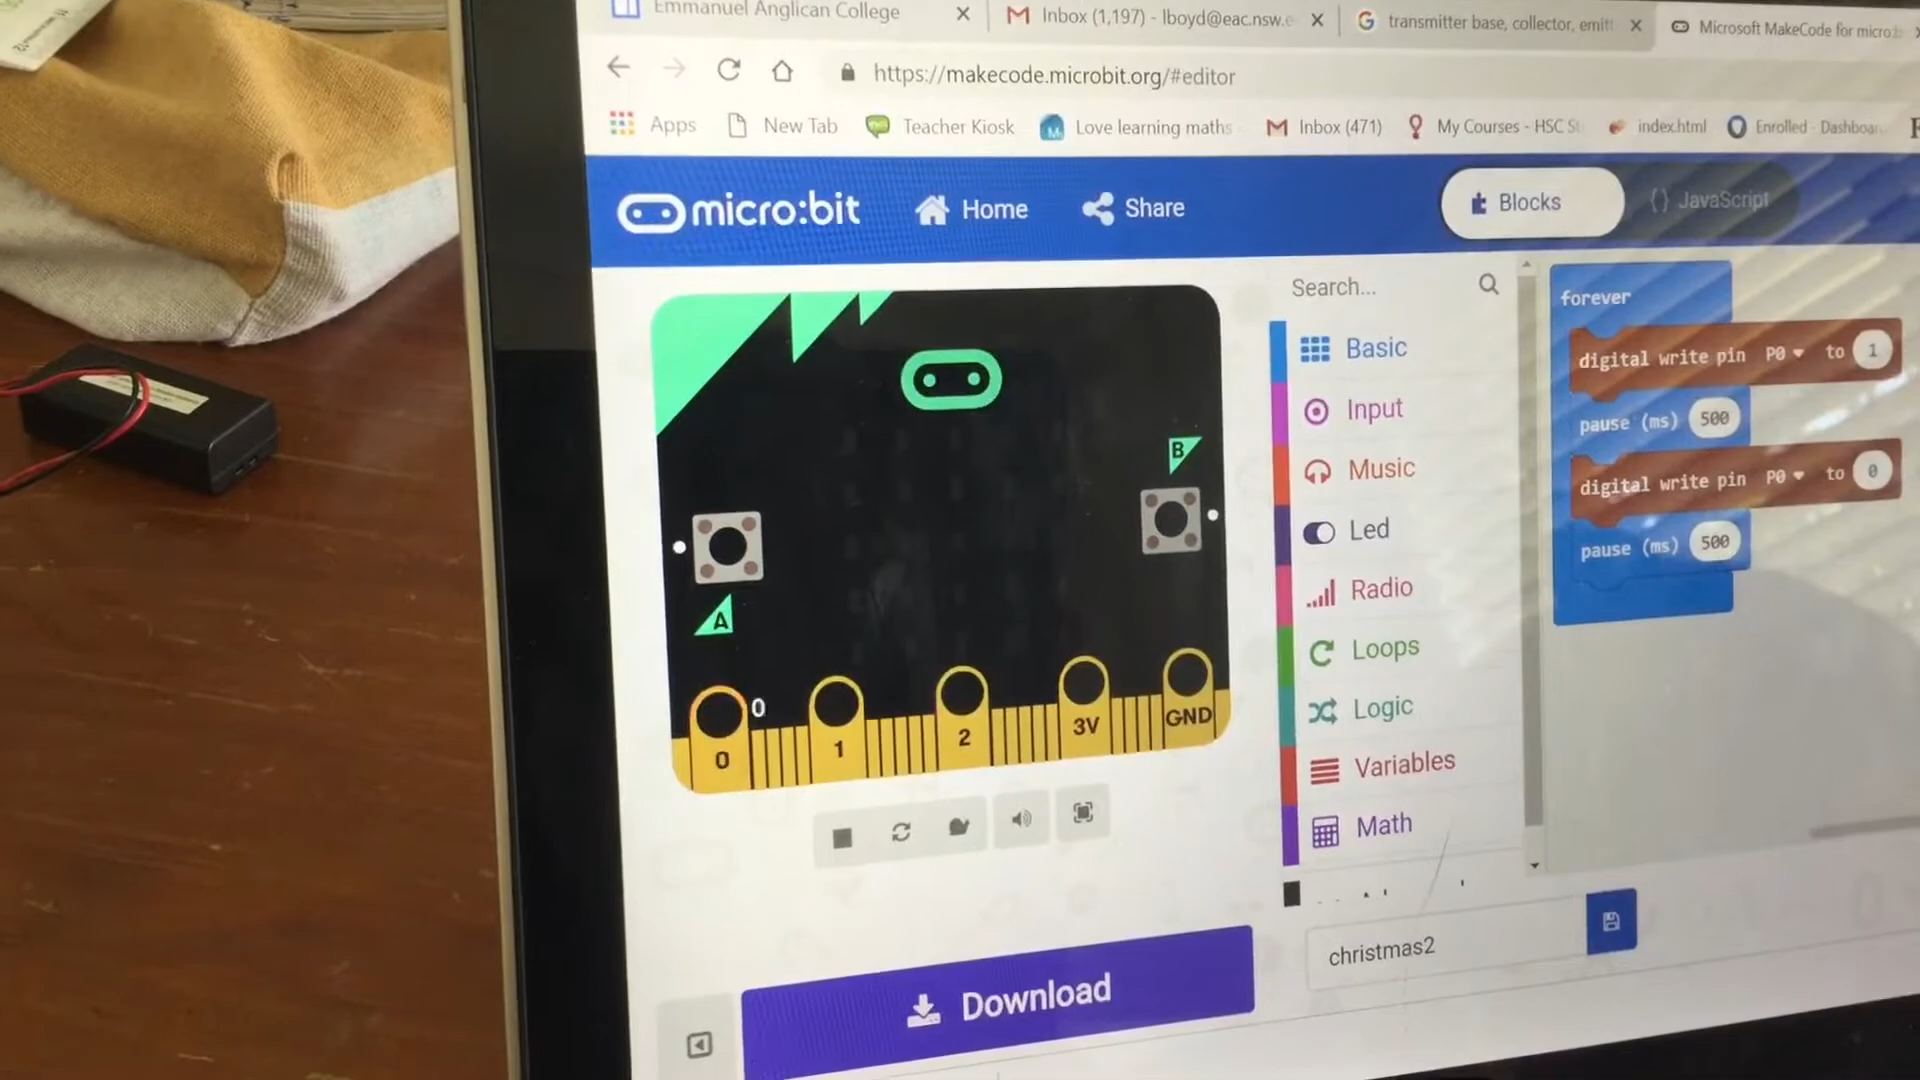 Emmanuel Anglican College
Inbox (1,197) - lboyd@eac.nsw.e
transmitter base, collector, emitt
Microsoft MakeCode for micro:b
https://makecode.microbit.org/#editor
Apps
New Tab
Teacher Kiosk
Love learning maths
Inbox (471)
My Courses - HSC St
index.html
Enrolled - Dashboar
micro:bit
Home
Share
Blocks
{ } JavaScript
Search...
Basic
Input
Music
Led
Radio
Loops
Logic
Variables
Math
forever
digital write pin P0 to 1
pause (ms) 500
digital write pin P0 to 0
pause (ms) 500
B
A
0
0
1
2
3V
GND
Download
christmas2